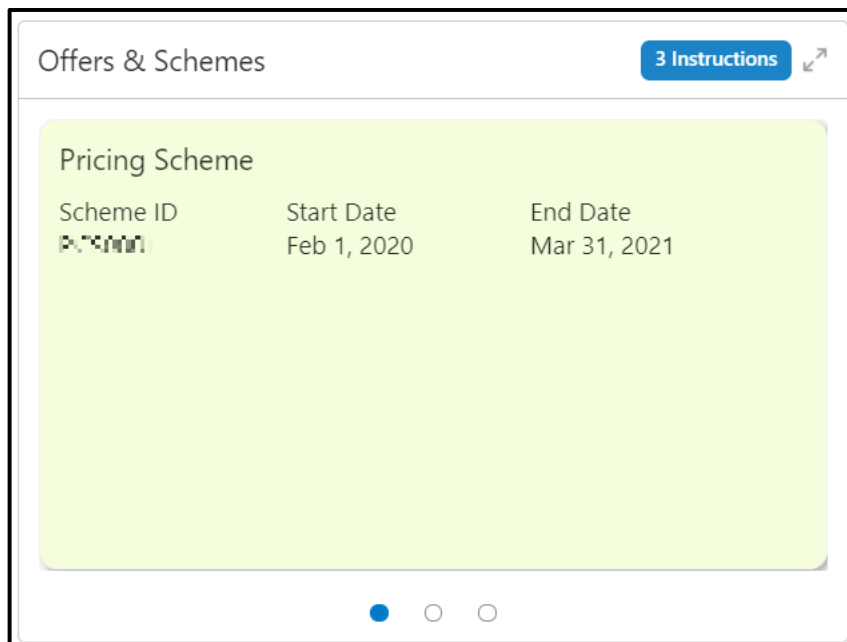 Offers & Schemes 3 Instructions
Pricing Scheme
Scheme ID Start Date End Date
Feb 1, 2020 Mar 31, 2021